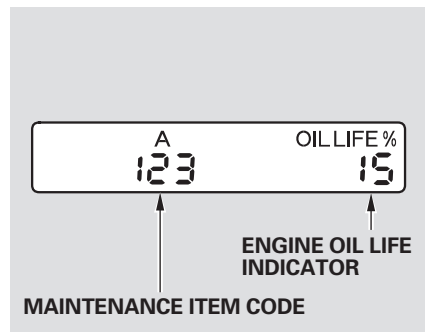 A OIL LIFE %
123 15
ENGINE OIL LIFE
INDICATOR
MAINTENANCE ITEM CODE